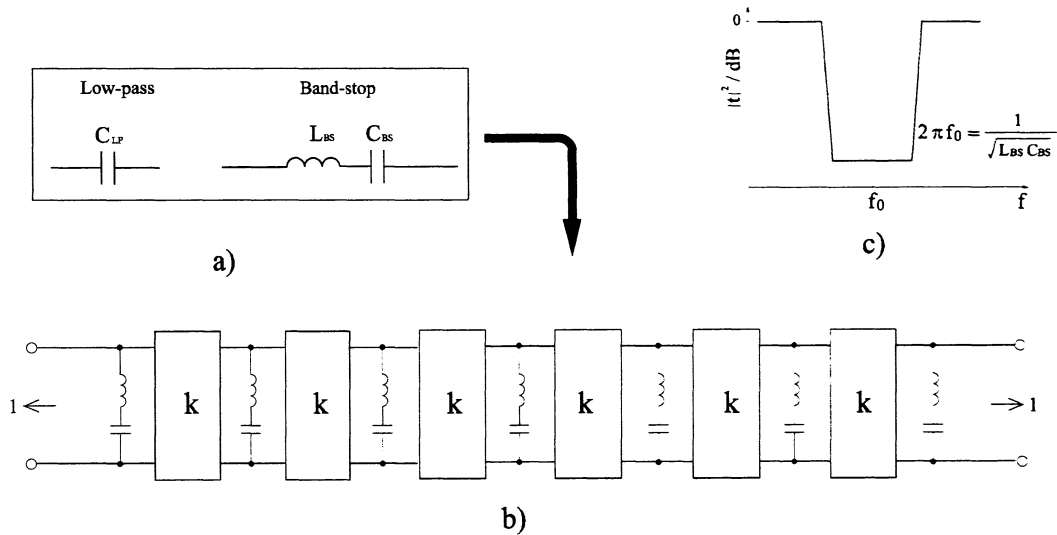 Low-pass
Band-stop
C_LP
L_BS
C_BS
a)
0
|t|² / dB
2 π f₀ = 1 / √(L_BS C_BS)
f₀
f
c)
1
k
k
k
k
k
k
1
b)